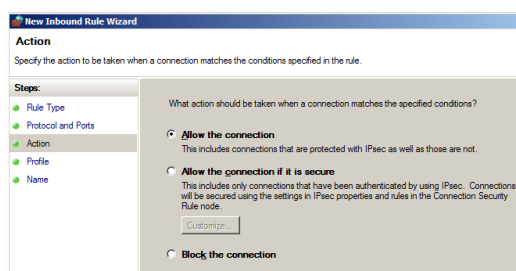 New Inbound Rule Wizard
Action
Specify the action to be taken when a connection matches the conditions specified in the rule.
Steps:
Rule Type
Protocol and Ports
Action
Profile
Name
What action should be taken when a connection matches the specified conditions?
Allow the connection
This includes connections that are protected with IPsec as well as those are not.
Allow the connection if it is secure
This includes only connections that have been authenticated by using IPsec. Connections
will be secured using the settings in IPsec properties and rules in the Connection Security
Rule node.
Customize...
Block the connection